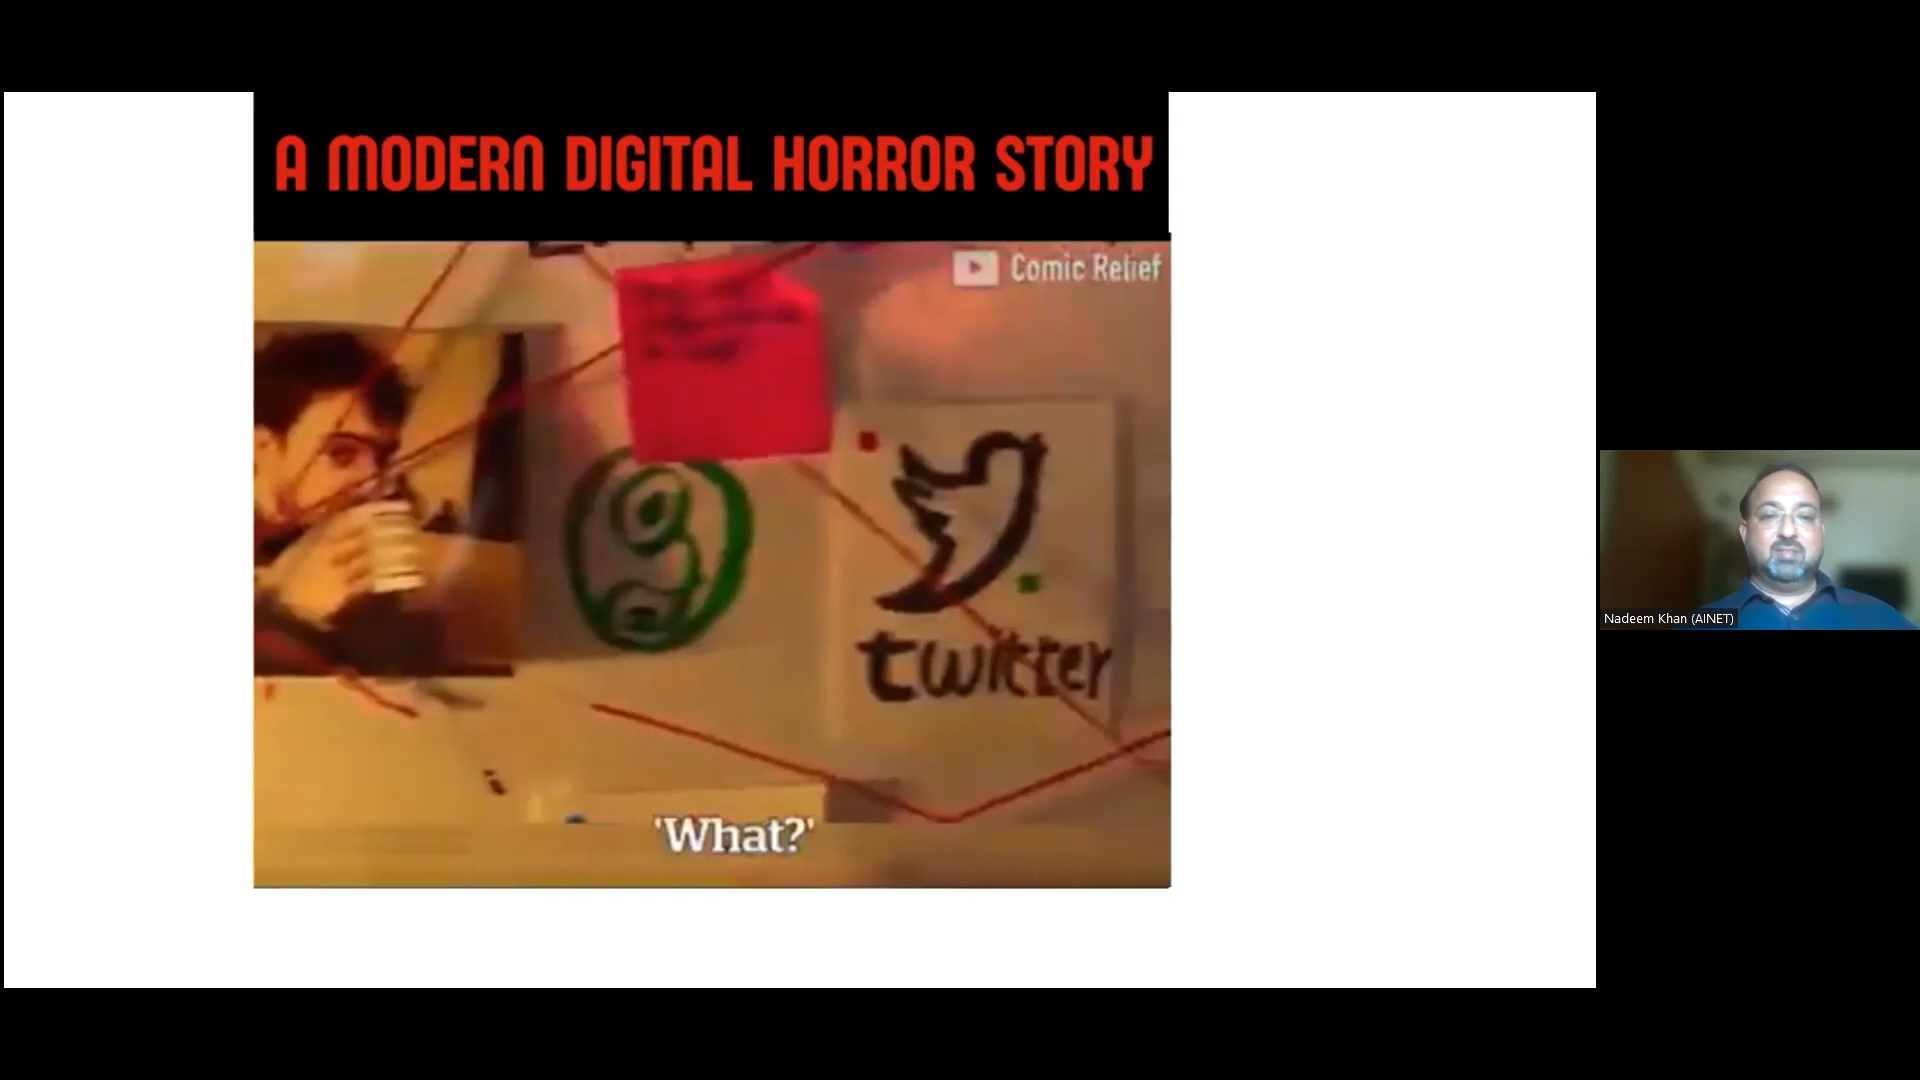 A MODERN DIGITAL HORROR STORY
Comic Relief
twitter
'What?'
Nadeem Khan (AINET)